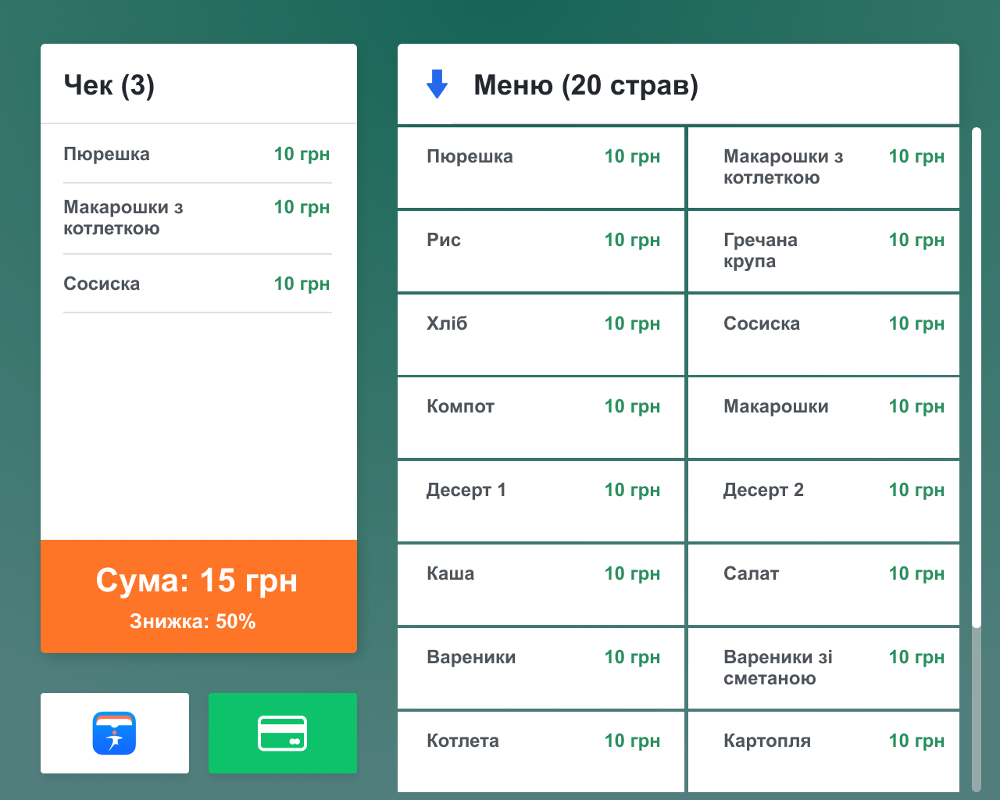 Чек (3)
Пюрешка 10 грн
Макарошки з 10 грн
котлеткою
Сосиска 10 грн
Сума: 15 грн
Знижка: 50%
Меню (20 страв)
Пюрешка 10 грн
Макарошки з 10 грн
котлеткою
Рис 10 грн
Гречана 10 грн
крупа
Хліб 10 грн
Сосиска 10 грн
Компот 10 грн
Макарошки 10 грн
Десерт 1 10 грн
Десерт 2 10 грн
Каша 10 грн
Салат 10 грн
Вареники 10 грн
Вареники зі 10 грн
сметаною
Котлета 10 грн
Картопля 10 грн